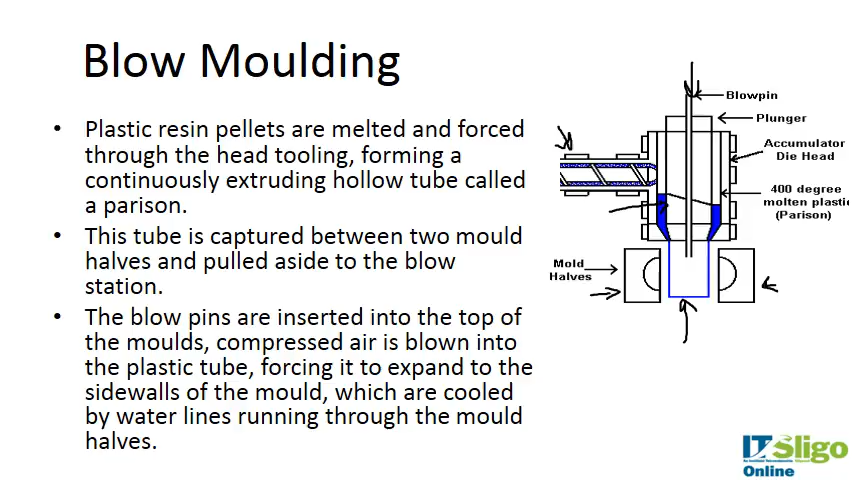 Blow Moulding
• Plastic resin pellets are melted and forced
through the head tooling, forming a
continuously extruding hollow tube called
a parison.
• This tube is captured between two mould
halves and pulled aside to the blow
station.
• The blow pins are inserted into the top of
the moulds, compressed air is blown into
the plastic tube, forcing it to expand to the
sidewalls of the mould, which are cooled
by water lines running through the mould
halves.
Blowpin
Plunger
Accumulator
Die Head
400 degree
molten plastic
(Parison)
Mold
Halves
IT Sligo
Online